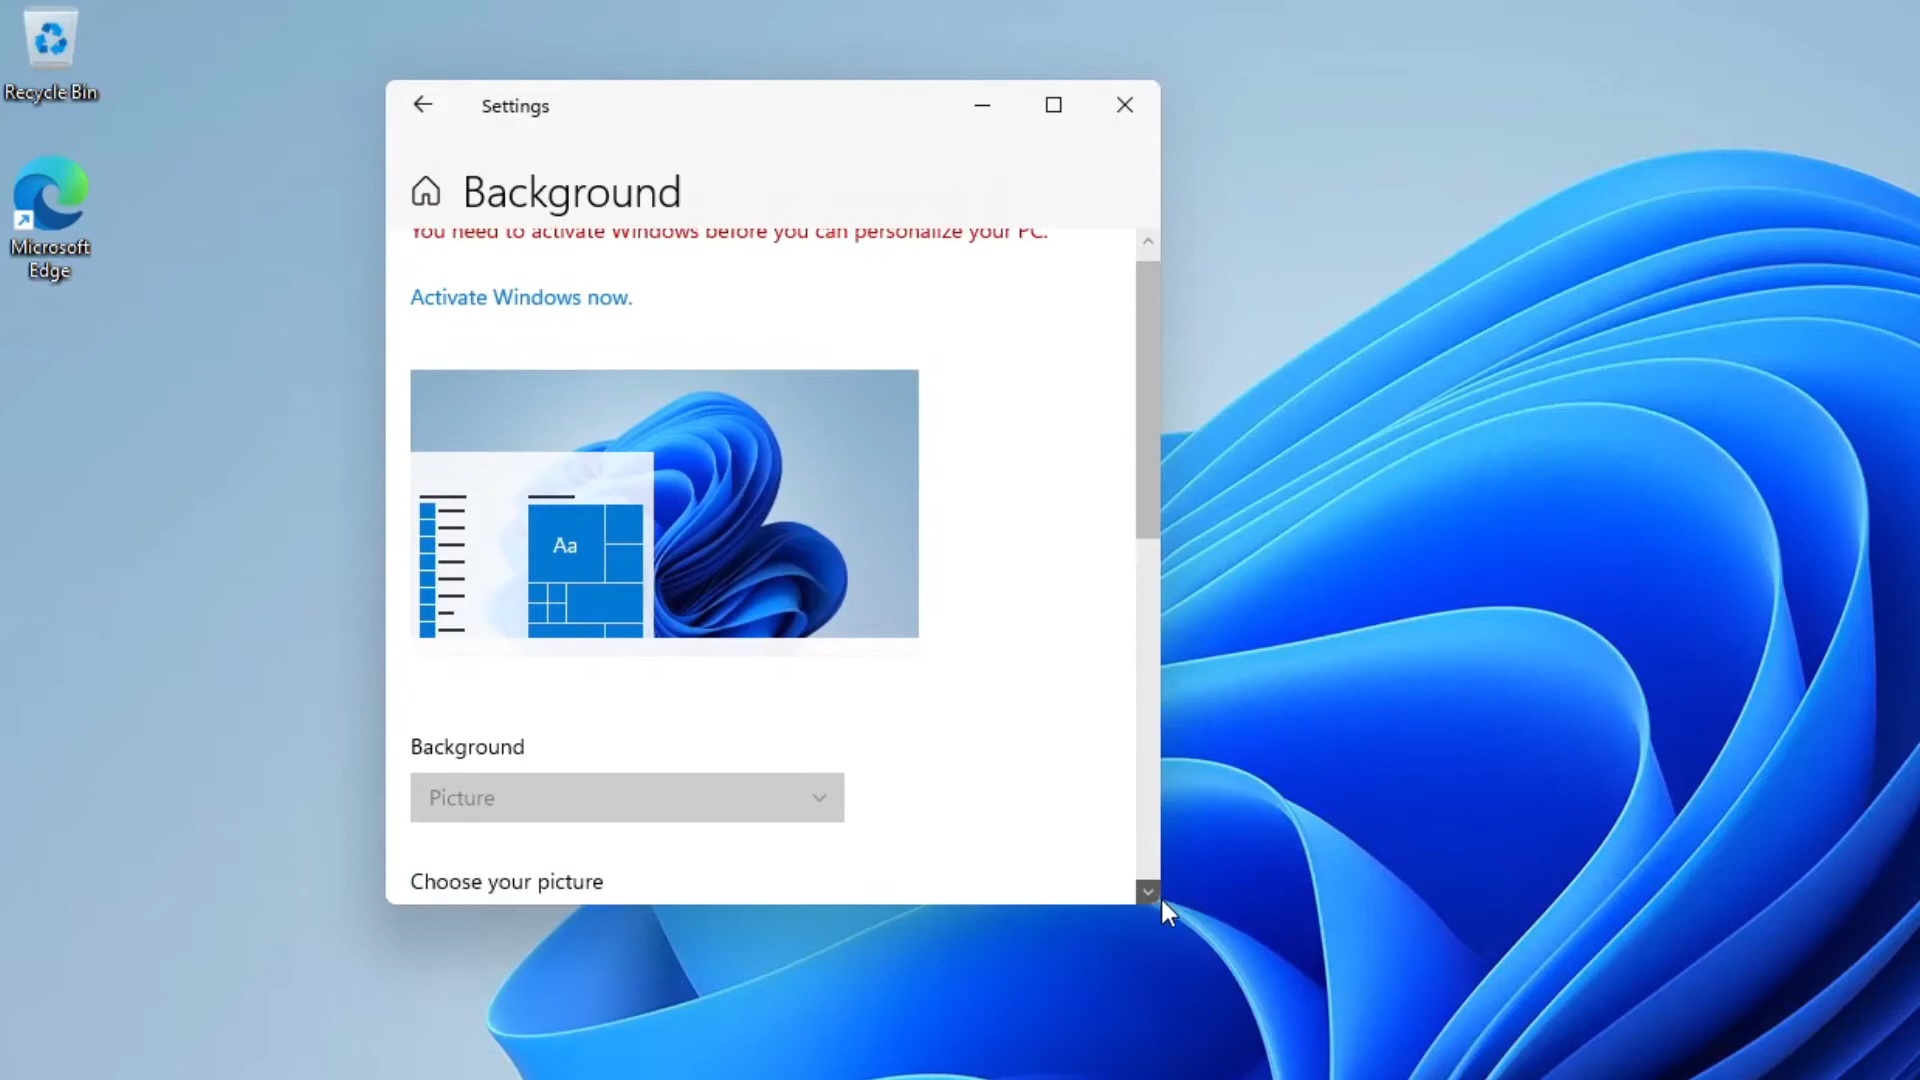 Recycle Bin
Microsoft
Edge
Settings
Background
You need to activate Windows before you can personalize your PC.
Activate Windows now.
Aa
Background
Picture
Choose your picture